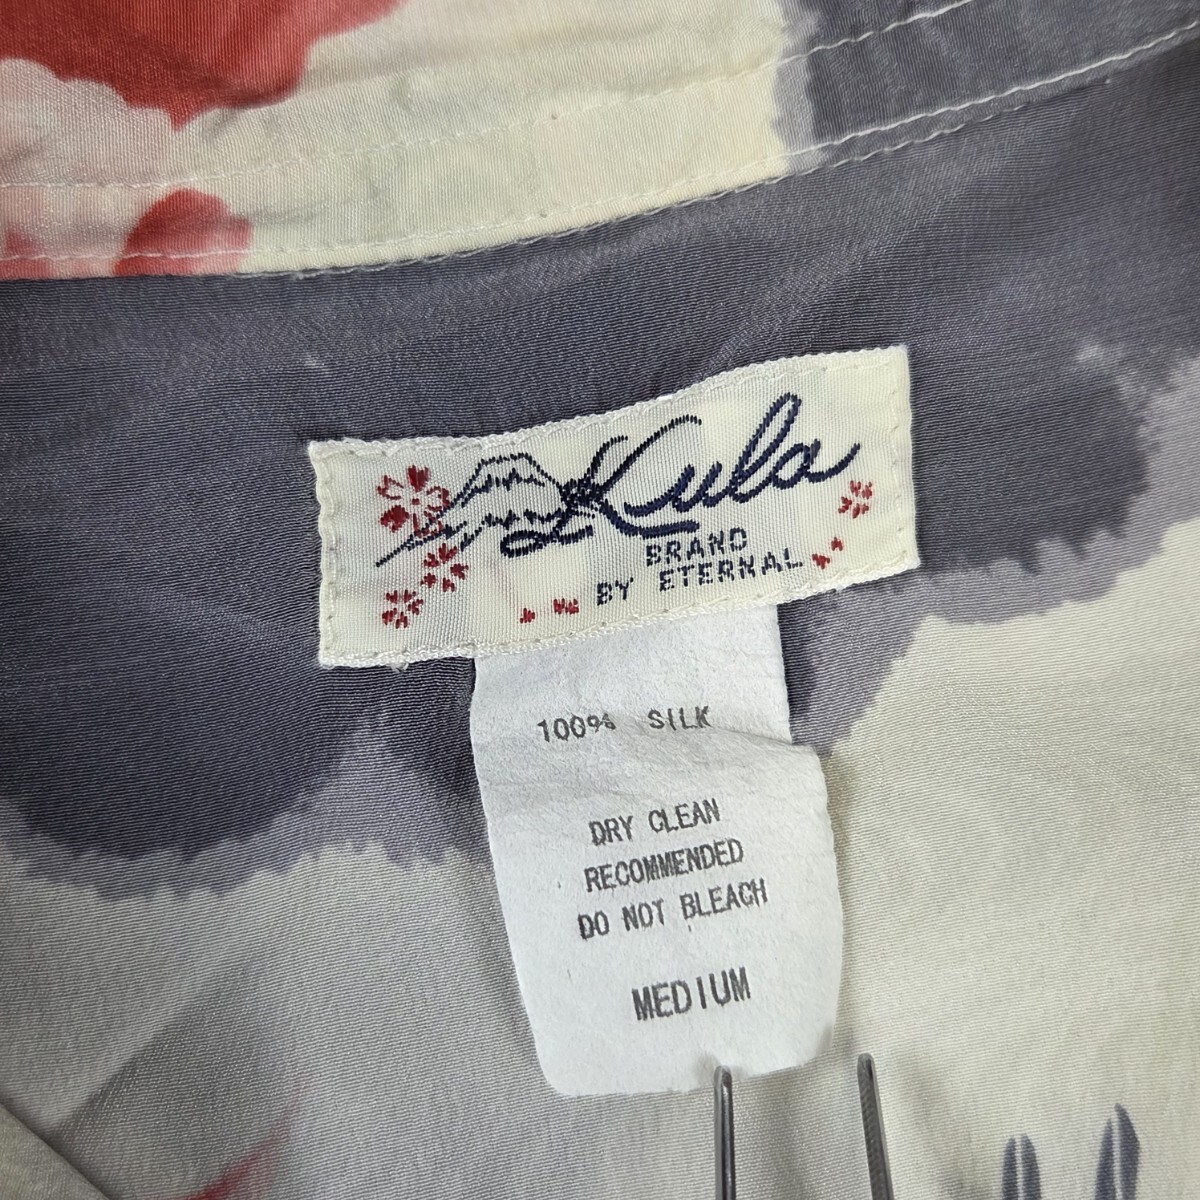 Kula
BRAND
BY ETERNAL
100% SILK
DRY CLEAN
RECOMMENDED
DO NOT BLEACH
MEDIUM